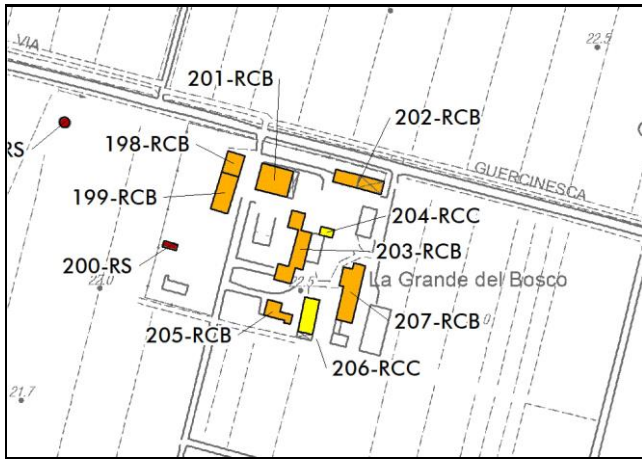 VIA
22.5
201-RCB
202-RCB
RS
198-RCB
GUERCINESCA
199-RCB
204-RCC
203-RCB
200-RS
22.0
22.5
La Grande del Bosco
207-RCB
0
205-RCB
206-RCC
21.7